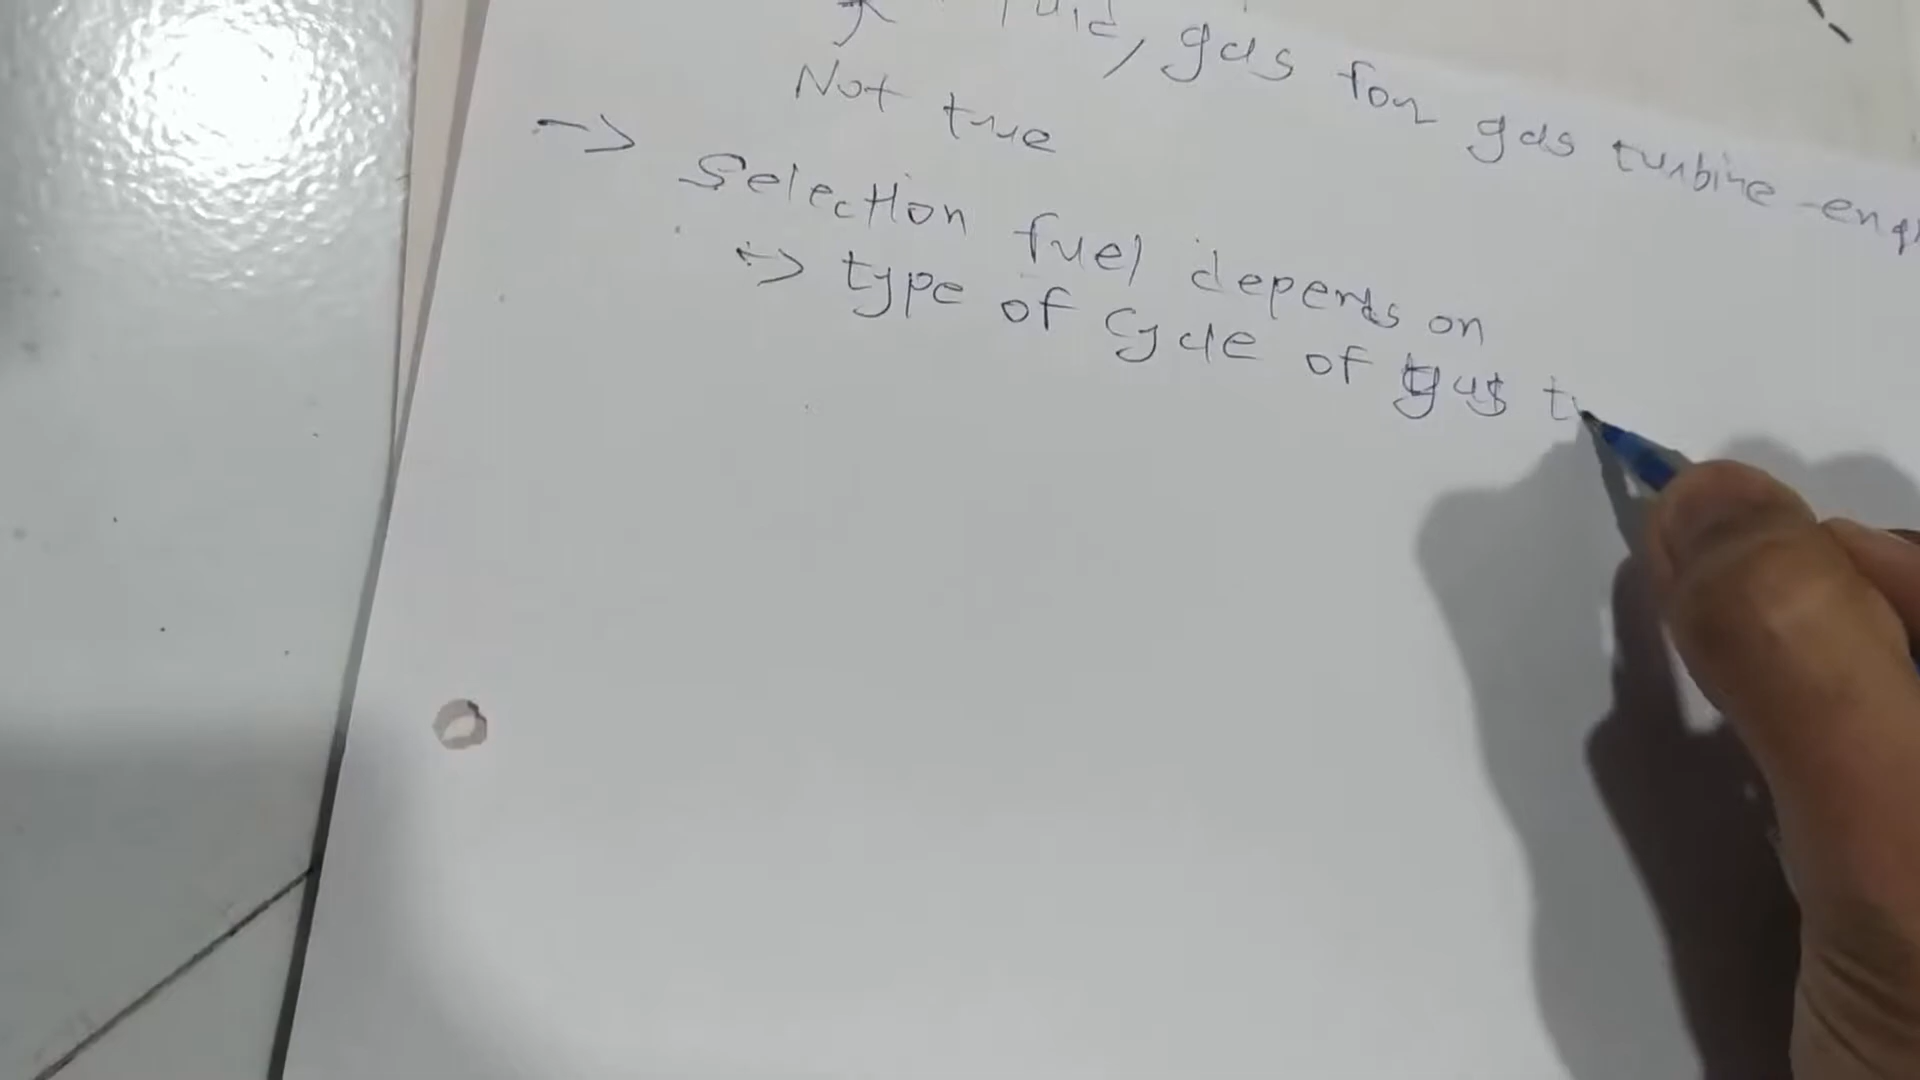 , gas for gas turbine
Not true
-> Selection fuel depends on
-> type of cycle of gas